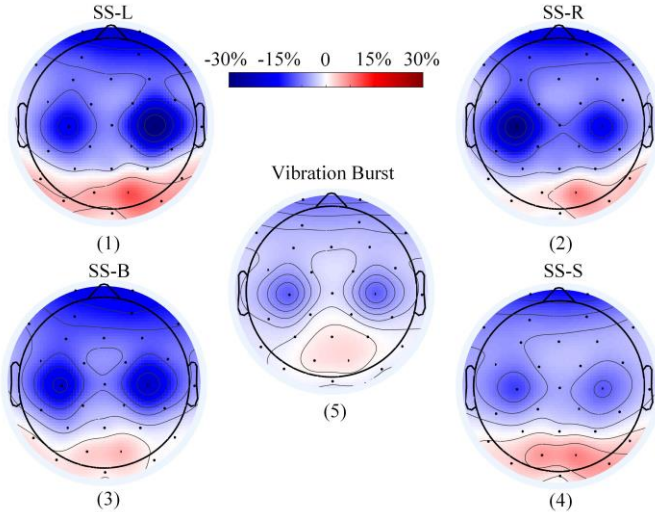 SS-L
SS-R
-30% -15% 0 15% 30%
Vibration Burst
(1)
(2)
SS-B
SS-S
(5)
(3)
(4)